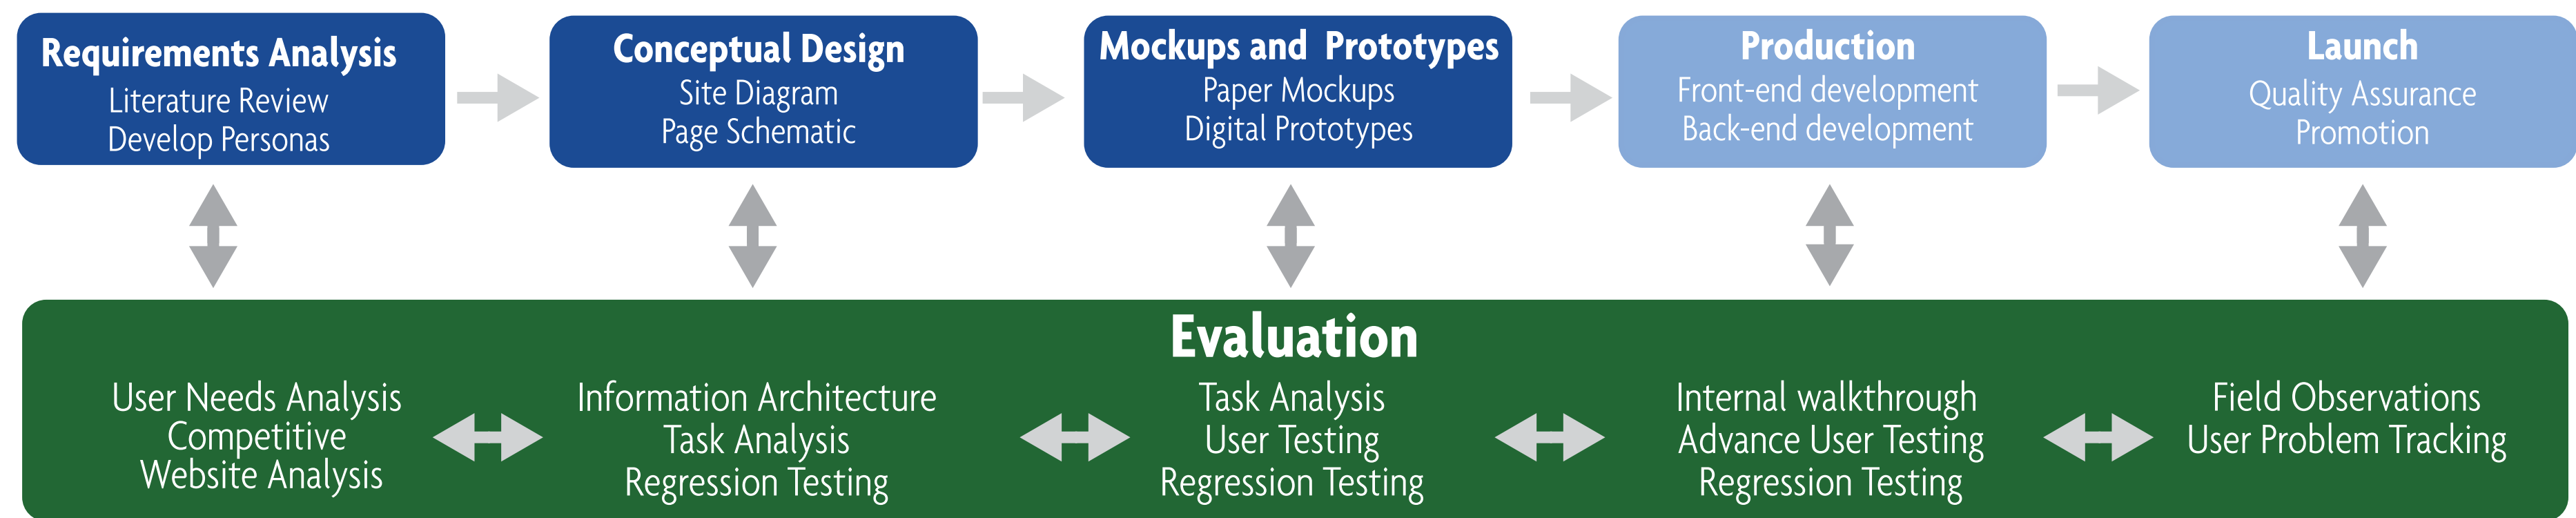 Requirements Analysis
Literature Review
Develop Personas
Conceptual Design
Site Diagram
Page Schematic
Mockups and Prototypes
Paper Mockups
Digital Prototypes
Production
Front-end development
Back-end development
Launch
Quality Assurance
Promotion
Evaluation
User Needs Analysis
Competitive
Website Analysis
Information Architecture
Task Analysis
Regression Testing
Task Analysis
User Testing
Regression Testing
Internal walkthrough
Advance User Testing
Regression Testing
Field Observations
User Problem Tracking